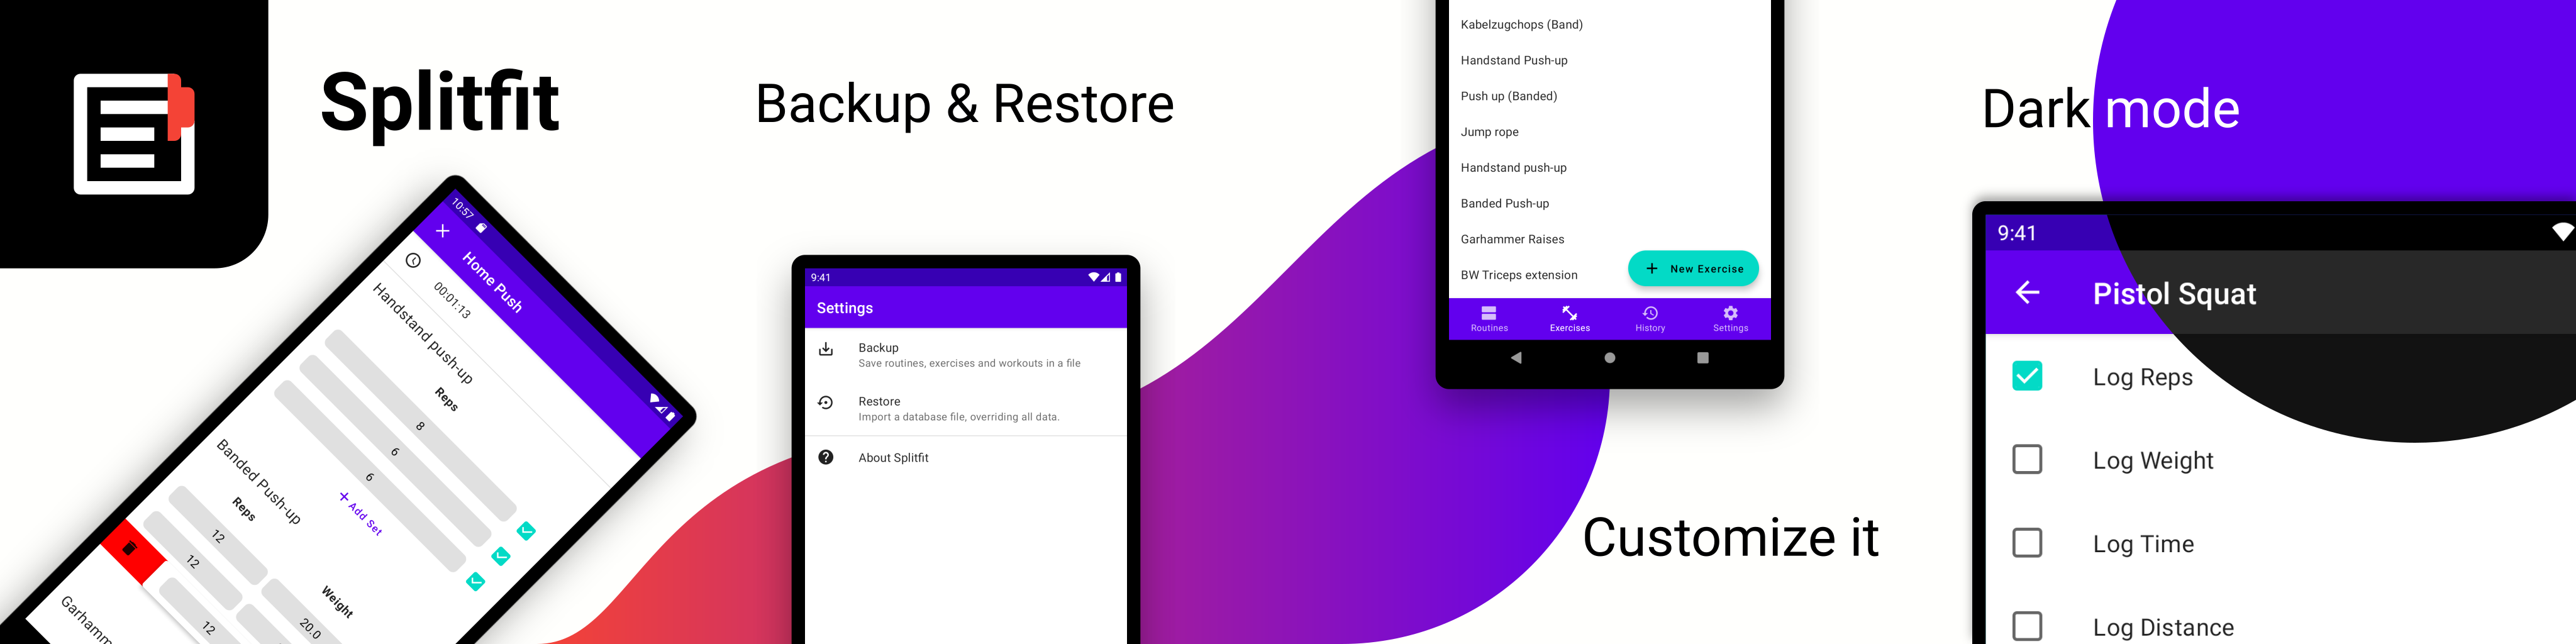 Splitfit
Backup & Restore
Customize it
Dark mode
10:57
Home Push
00:01:13
Handstand push-up
Reps
8
6
6
+ Add Set
Banded Push-up
Reps
Weight
12
12
12
20.0
9:41
Settings
Backup
Save routines, exercises and workouts in a file
Restore
Import a database file, overriding all data.
About Splitfit
Kabelzugchops (Band)
Handstand Push-up
Push up (Banded)
Jump rope
Handstand push-up
Banded Push-up
Garhammer Raises
BW Triceps extension
+ New Exercise
Routines
Exercises
History
Settings
9:41
Pistol Squat
Log Reps
Log Weight
Log Time
Log Distance